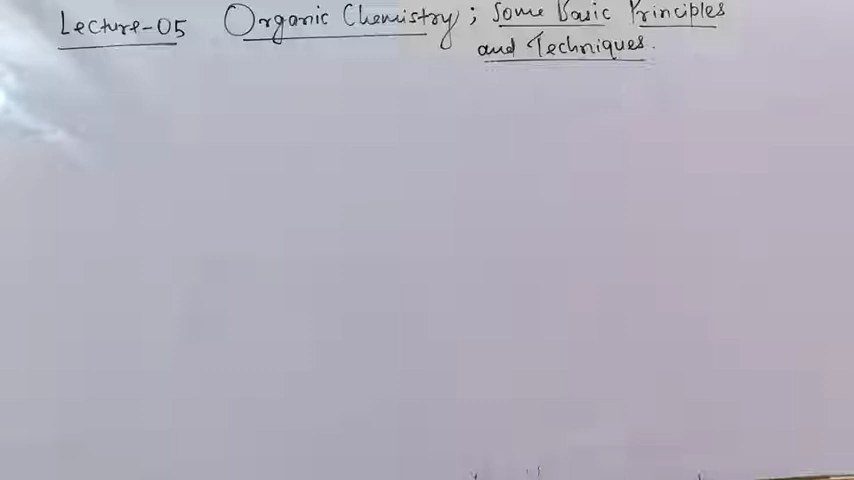 Lecture-05 Organic Chemistry; Some Basic Principles
and Techniques.